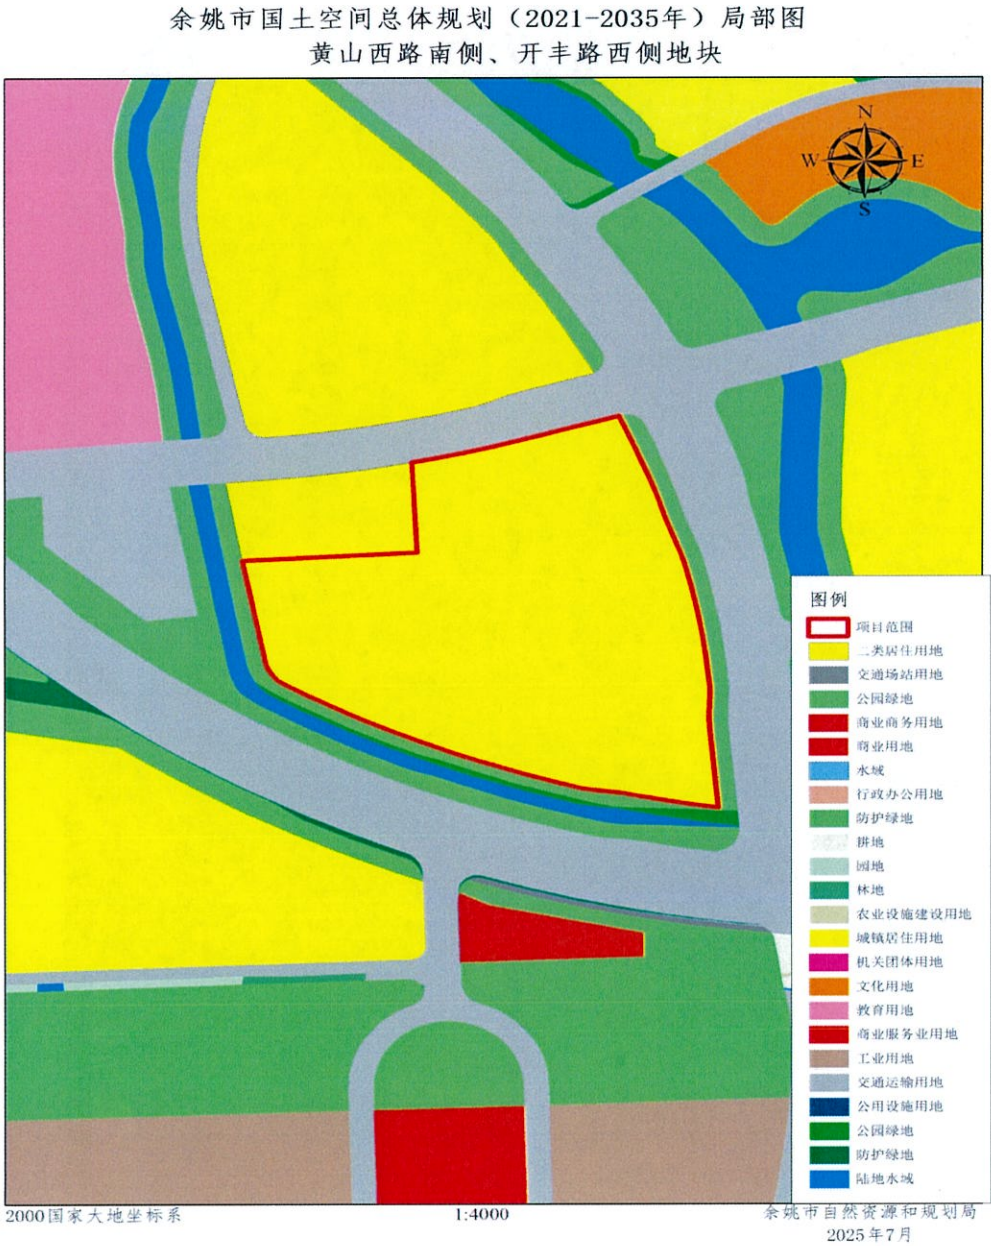 余姚市国土空间总体规划（2021-2035年）局部图
黄山西路南侧、开丰路西侧地块
N
W
E
S
图例
项目范围
二类居住用地
交通场站用地
公园绿地
商业商务用地
商业用地
水域
行政办公用地
防护绿地
耕地
园地
林地
农业设施建设用地
城镇居住用地
机关团体用地
文化用地
教育用地
商业服务业用地
工业用地
交通运输用地
公用设施用地
公园绿地
防护绿地
陆地水域
2000国家大地坐标系
1:4000
余姚市自然资源和规划局
2025年7月